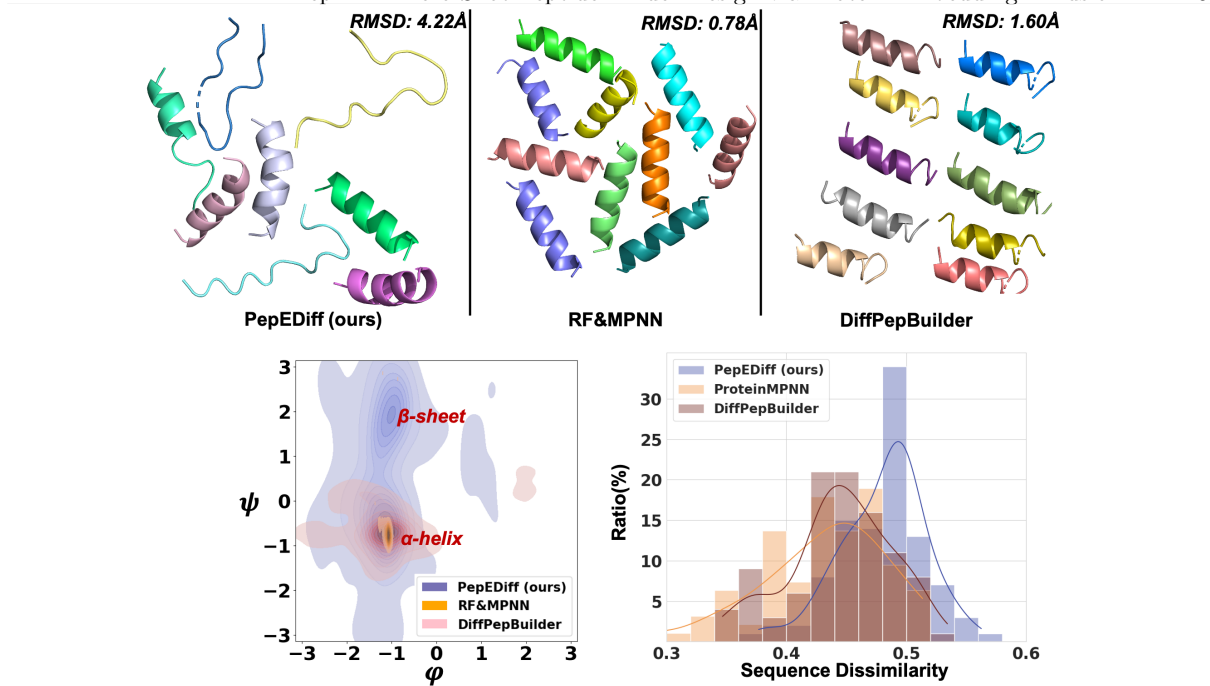 RMSD: 4.22Å
RMSD: 0.78Å
RMSD: 1.60Å
PepEDiff (ours)
RF&MPNN
DiffPepBuilder
3
2
1
0
−1
−2
−3
ψ
β-sheet
α-helix
PepEDiff (ours)
RF&MPNN
DiffPepBuilder
−3 −2 −1 0 1 2 3
φ
PepEDiff (ours)
ProteinMPNN
DiffPepBuilder
30
25
20
15
10
5
Ratio(%)
0.3 0.4 0.5 0.6
Sequence Dissimilarity